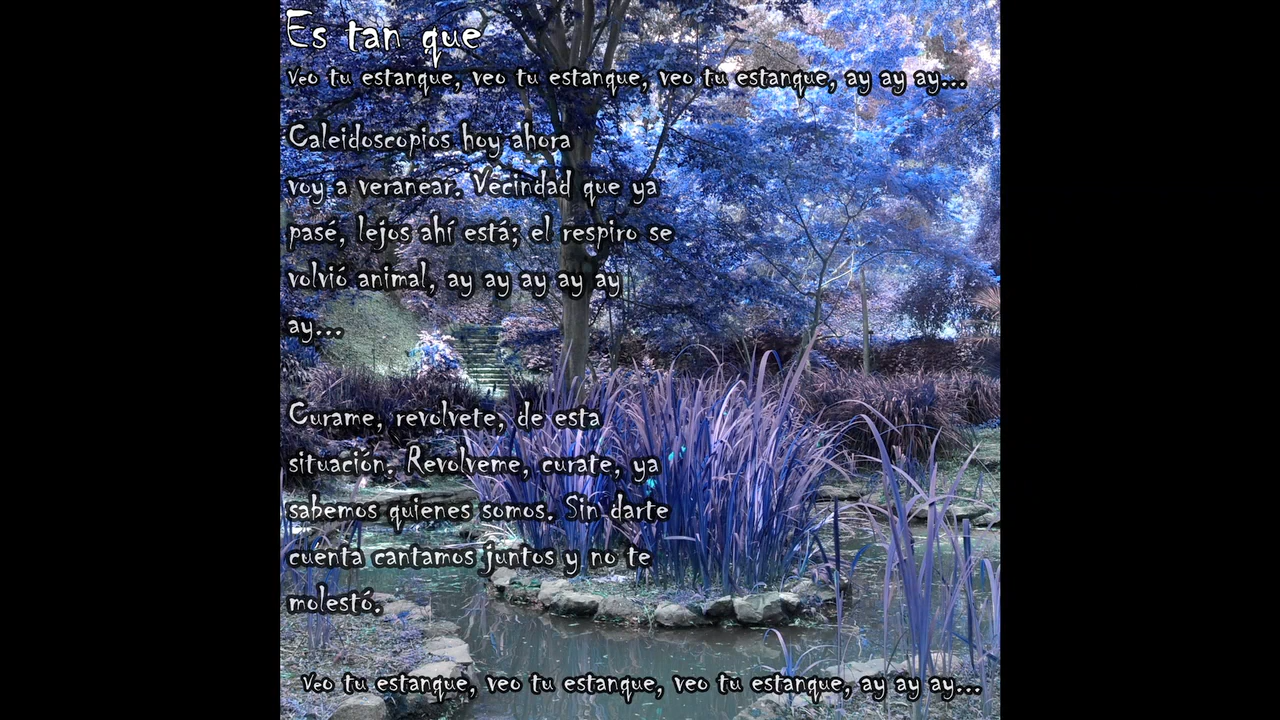 Es tan que
Veo tu estanque, veo tu estanque, veo tu estanque, ay ay ay...
Caleidoscopios hoy ahora
voy a veranear. Vecindad que ya
pasé, lejos ahí está; el respiro se
volvió animal, ay ay ay ay ay
ay...
Curame, revolvete, de esta
situación. Revolveme, curate, ya
sabemos quienes somos. Sin darte
cuenta cantamos juntos y no te
molestó.
Veo tu estanque, veo tu estanque, veo tu estanque, ay ay ay...